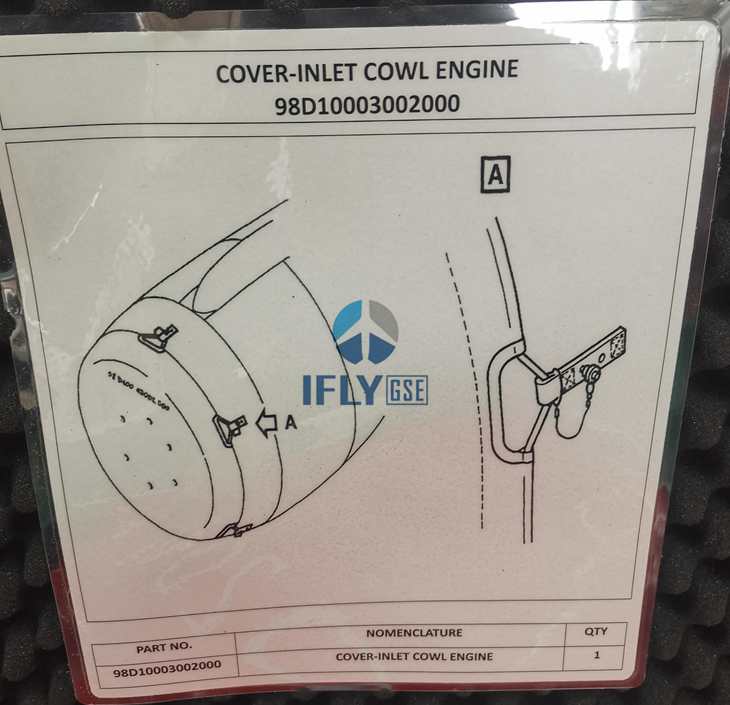 COVER-INLET COWL ENGINE
98D10003002000
A
IFLY GSE
A
PART NO. NOMENCLATURE QTY
98D10003002000 COVER-INLET COWL ENGINE 1